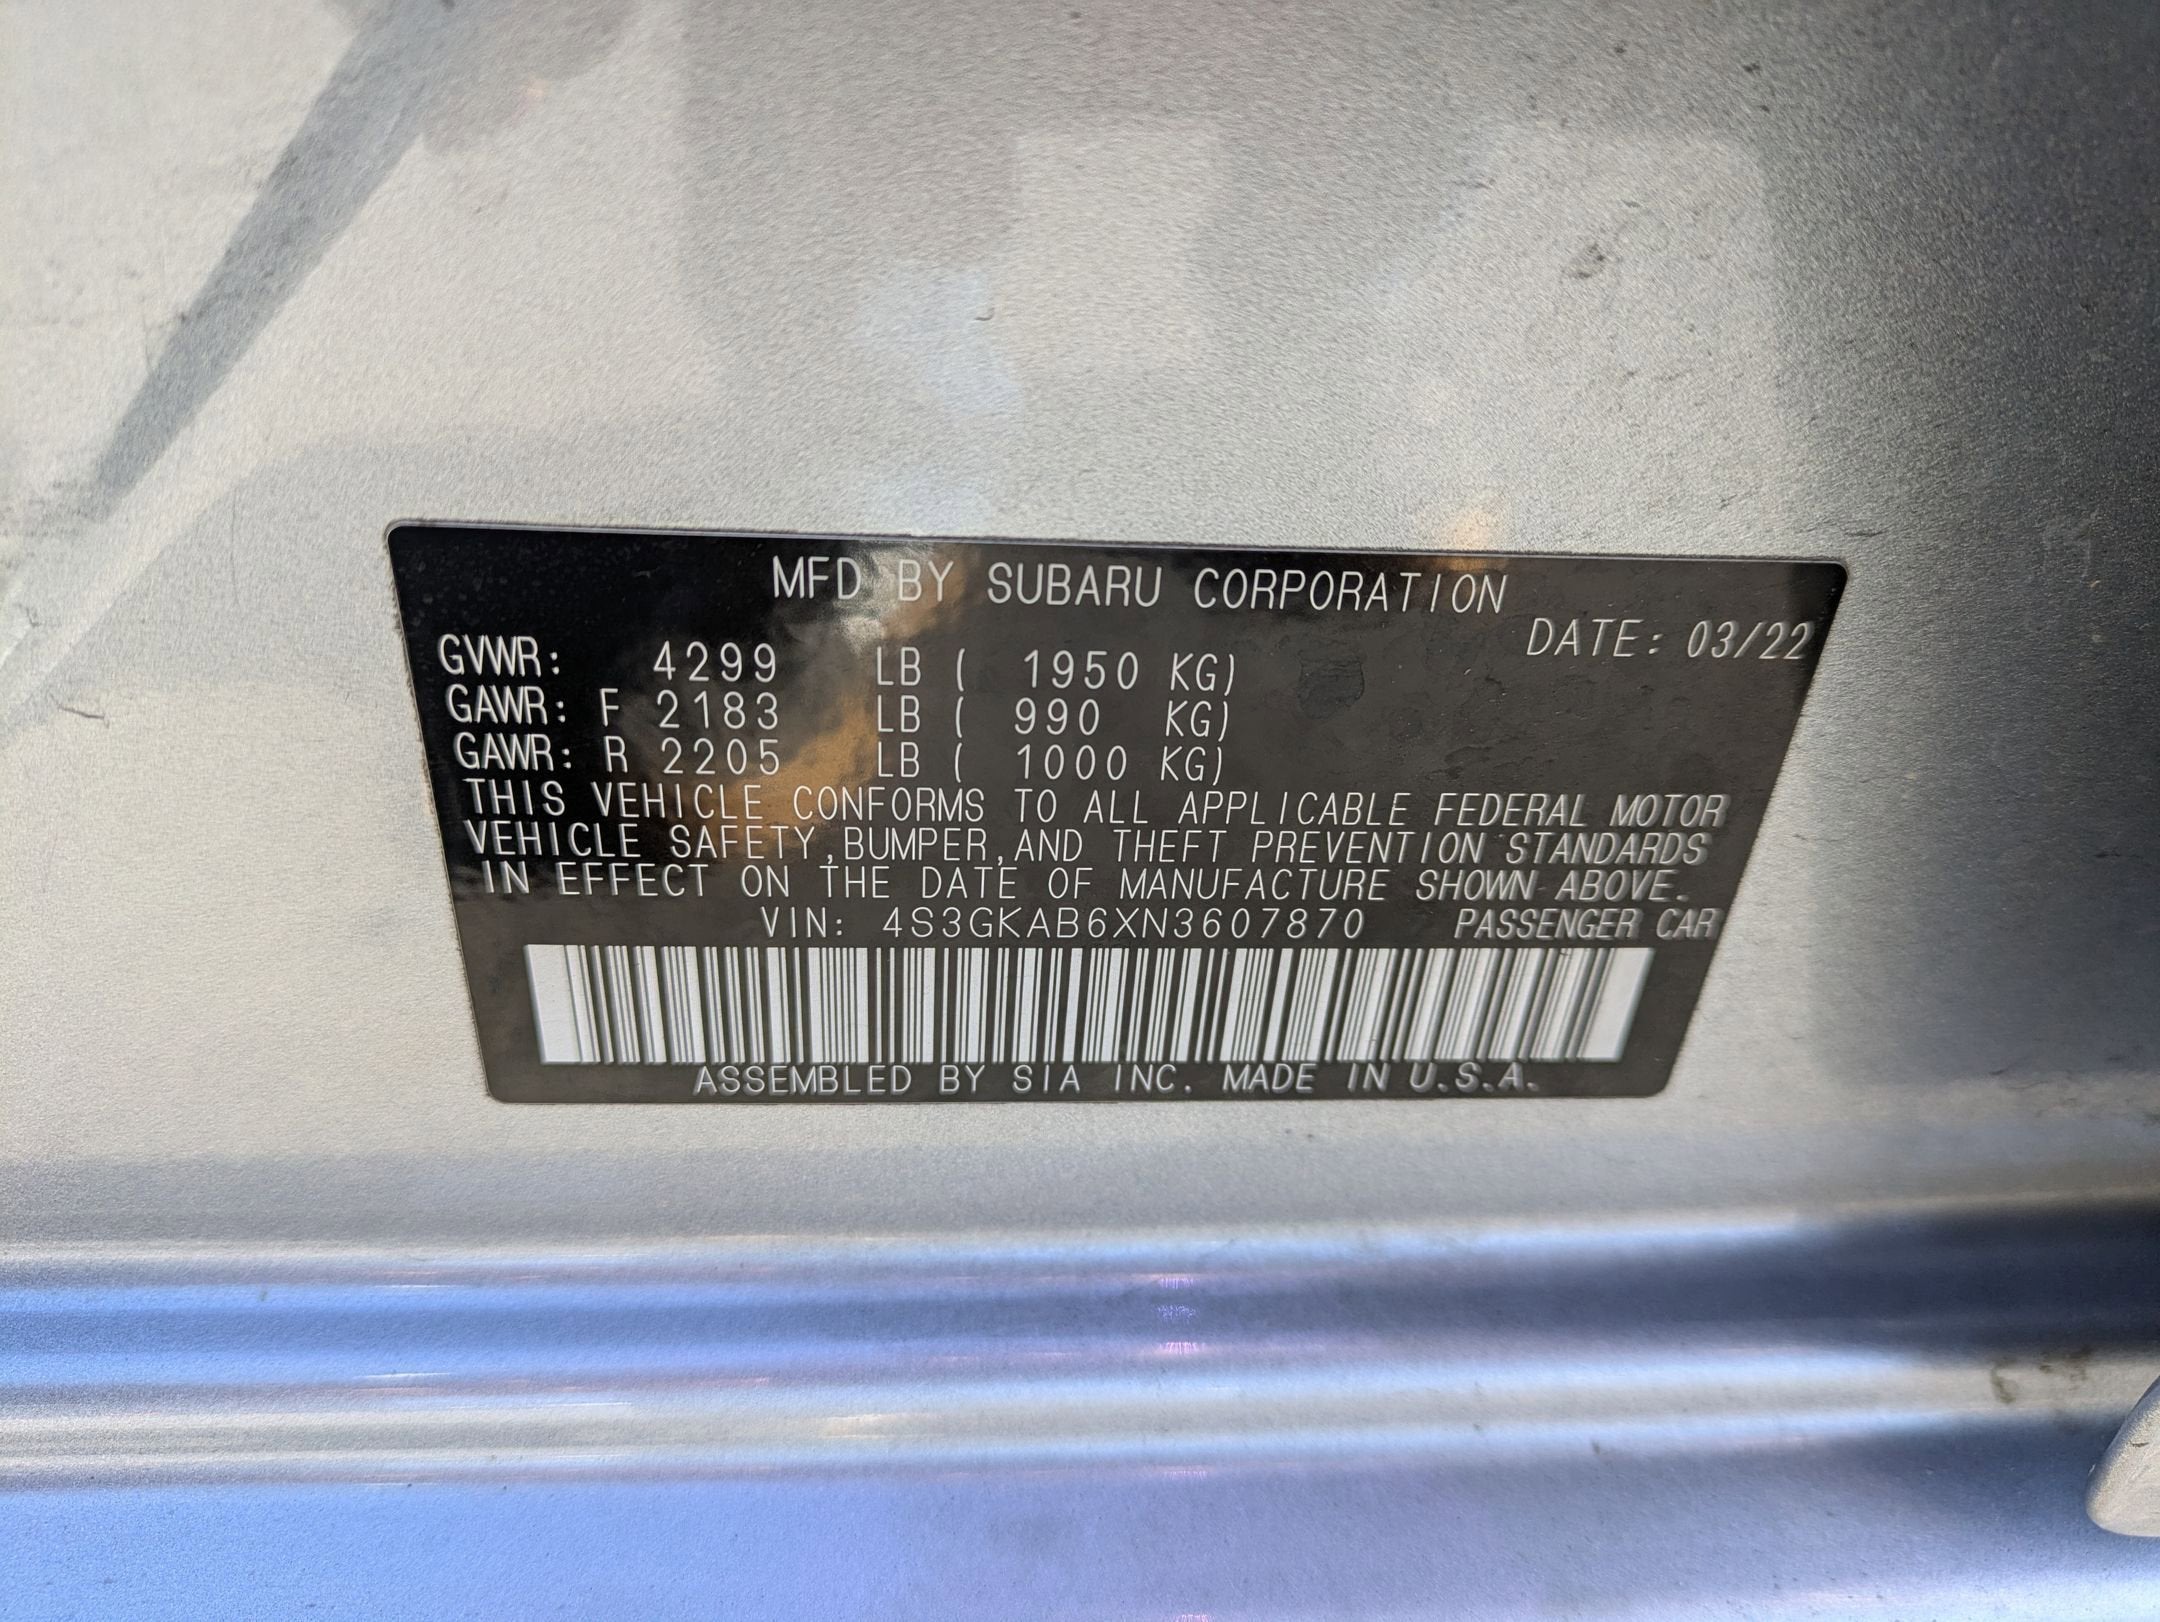 MFD BY SUBARU CORPORATION
DATE: 03/22
GVWR: 4299 LB ( 1950 KG)
GAWR: F 2183 LB ( 990 KG)
GAWR: R 2205 LB ( 1000 KG)
THIS VEHICLE CONFORMS TO ALL APPLICABLE FEDERAL MOTOR
VEHICLE SAFETY,BUMPER,AND THEFT PREVENTION STANDARDS
IN EFFECT ON THE DATE OF MANUFACTURE SHOWN ABOVE.
VIN: 4S3GKAB6XN3607870 PASSENGER CAR
ASSEMBLED BY SIA INC. MADE IN U.S.A.